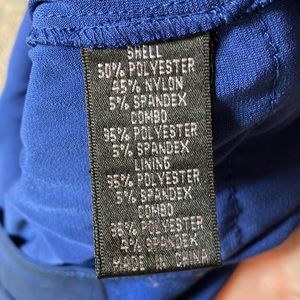 SHELL
50% POLYESTER
45% NYLON
5% SPANDEX
COMBO
95% POLYESTER
5% SPANDEX
LINING
95% POLYESTER
5% SPANDEX
COMBO
96% POLYESTER
4% SPANDEX
MADE IN CHINA